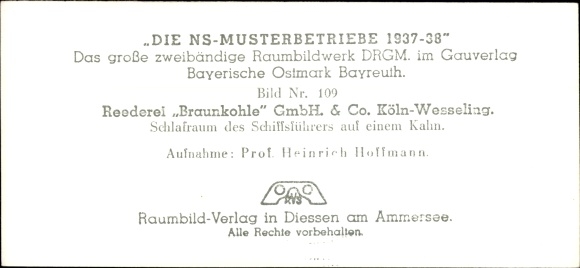 „DIE NS-MUSTERBETRIEBE 1937-38"
Das große zweibändige Raumbildwerk DRGM. im Gauverlag
Bayerische Ostmark Bayreuth.
Bild Nr. 109
Reederei „Braunkohle" GmbH. & Co. Köln-Wesseling.
Schlafraum des Schiffsführers auf einem Kahn.
Aufnahme: Prof. Heinrich Hoffmann.
RVS
Raumbild-Verlag in Diessen am Ammersee.
Alle Rechte vorbehalten.